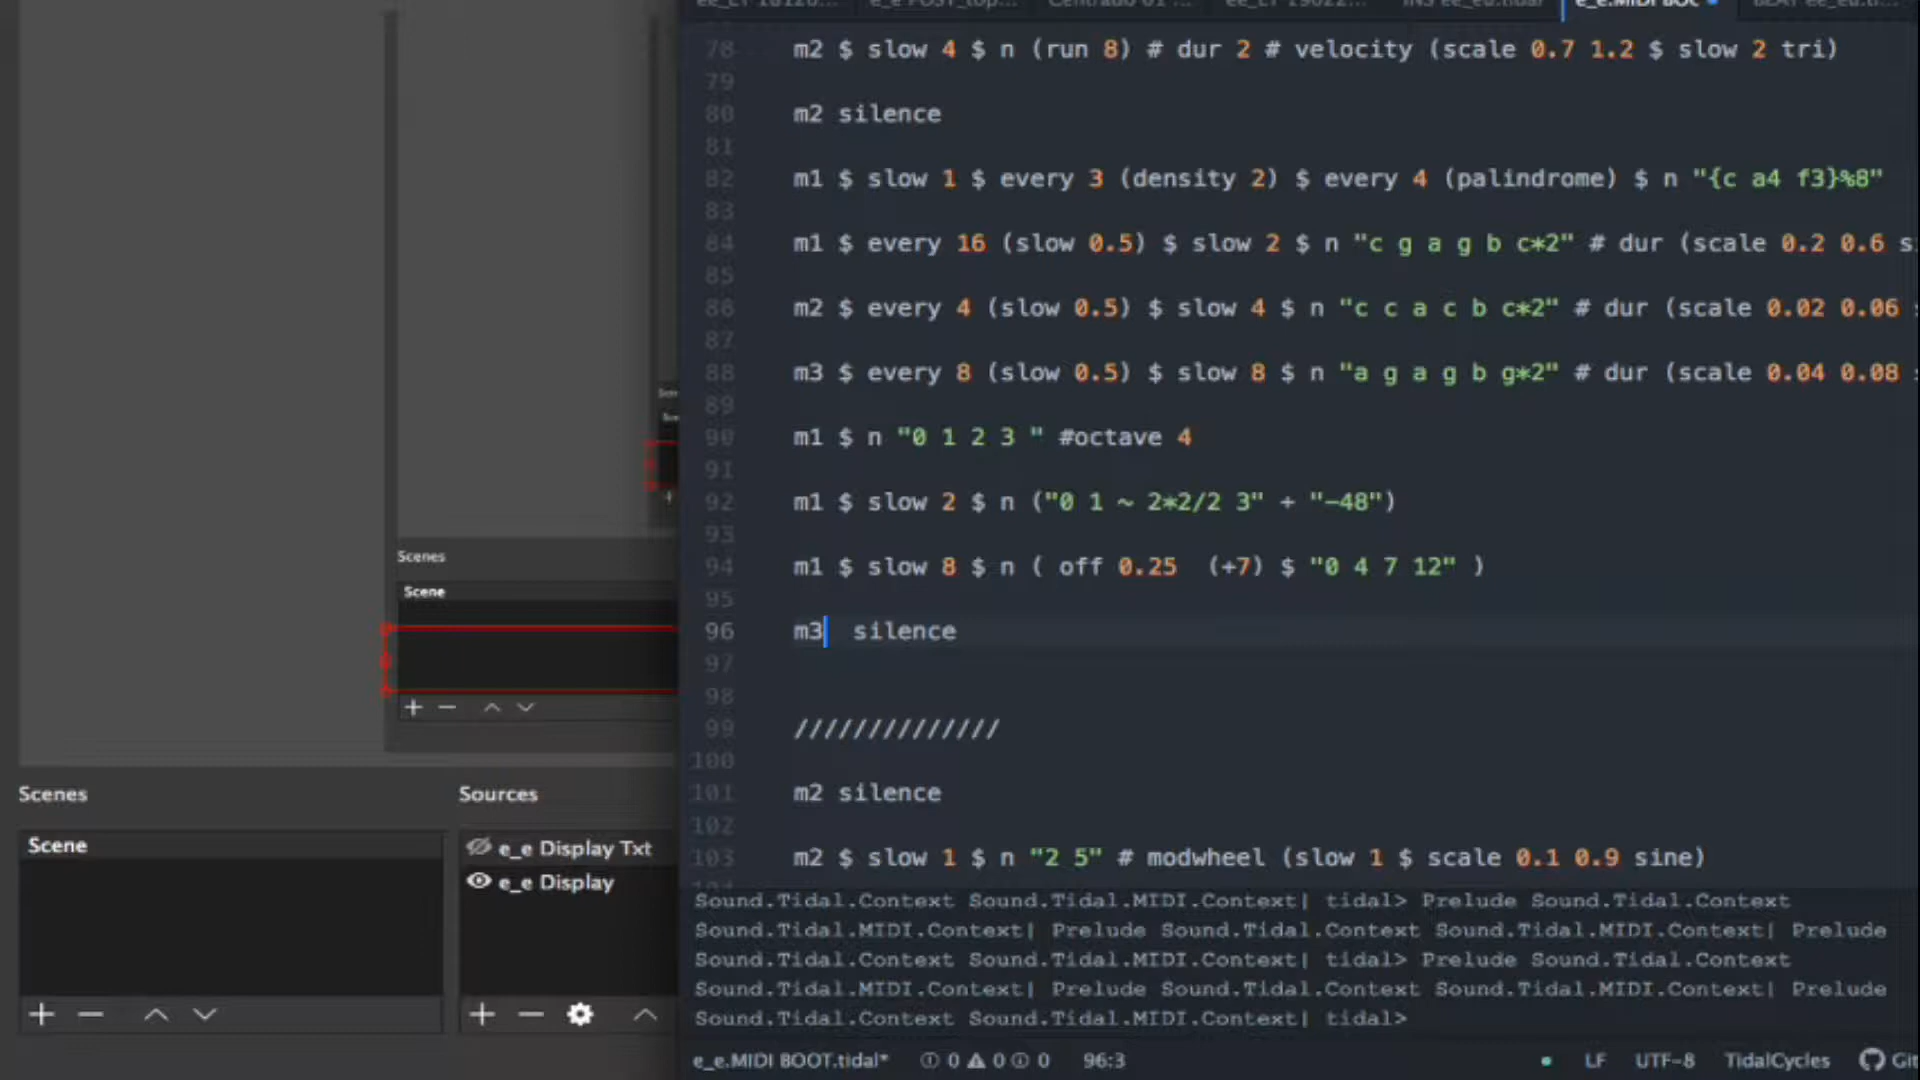 e_e POST_top...
Centrado 01 ...
e_e.MIDI BOO
78 m2 $ slow 4 $ n (run 8) # dur 2 # velocity (scale 0.7 1.2 $ slow 2 tri)
79
80 m2 silence
81
82 m1 $ slow 1 $ every 3 (density 2) $ every 4 (palindrome) $ n "{c a4 f3}%8"
83
84 m1 $ every 16 (slow 0.5) $ slow 2 $ n "c g a g b c*2" # dur (scale 0.2 0.6 s
85
86 m2 $ every 4 (slow 0.5) $ slow 4 $ n "c c a c b c*2" # dur (scale 0.02 0.06
87
88 m3 $ every 8 (slow 0.5) $ slow 8 $ n "a g a g b g*2" # dur (scale 0.04 0.08
89
90 m1 $ n "0 1 2 3 " #octave 4
91
92 m1 $ slow 2 $ n ("0 1 ~ 2*2/2 3" + "-48")
93
94 m1 $ slow 8 $ n ( off 0.25  (+7) $ "0 4 7 12" )
95
96 m3  silence
97
98
99 //////////////
100
101 m2 silence
102
103 m2 $ slow 1 $ n "2 5" # modwheel (slow 1 $ scale 0.1 0.9 sine)
Sound.Tidal.Context Sound.Tidal.MIDI.Context| tidal> Prelude Sound.Tidal.Context
Sound.Tidal.MIDI.Context| Prelude Sound.Tidal.Context Sound.Tidal.MIDI.Context| Prelude
Sound.Tidal.Context Sound.Tidal.MIDI.Context| tidal> Prelude Sound.Tidal.Context
Sound.Tidal.MIDI.Context| Prelude Sound.Tidal.Context Sound.Tidal.MIDI.Context| Prelude
Sound.Tidal.Context Sound.Tidal.MIDI.Context| tidal>
e_e.MIDI BOOT.tidal* 0 0 0 96:3 LF UTF-8 TidalCycles Git
Scenes
Scene
Scenes
Scene
Sources
e_e Display Txt
e_e Display